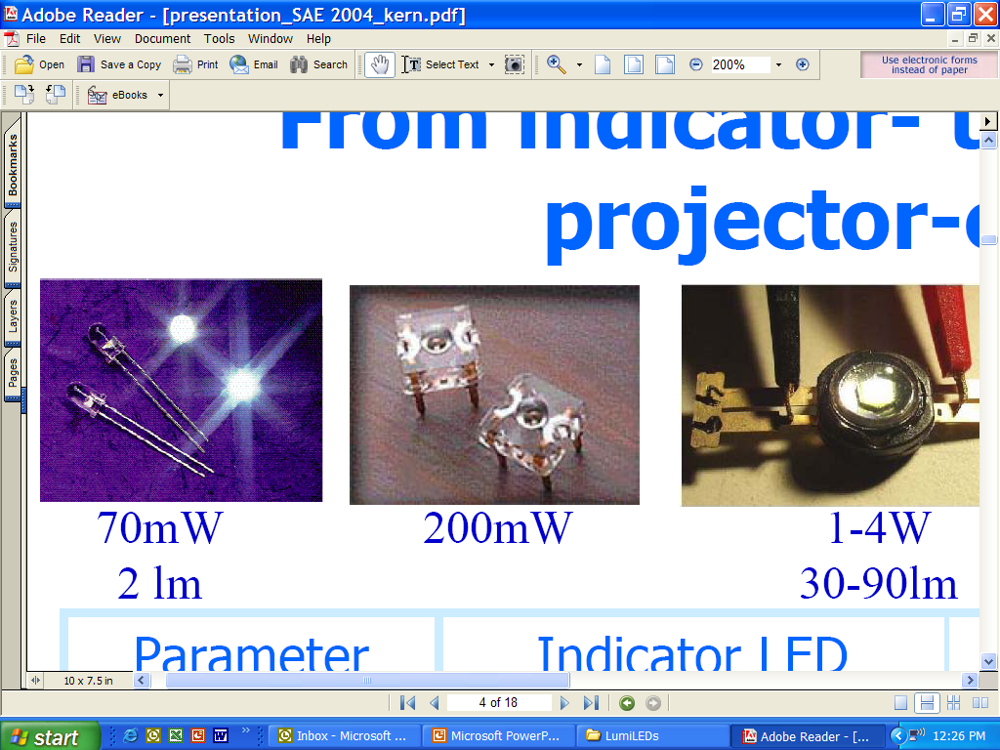 Adobe Reader - [presentation_SAE 2004_kern.pdf]
File Edit View Document Tools Window Help
Open Save a Copy Print Email Search Select Text 200%
Use electronic forms
instead of paper
eBooks
Bookmarks
Signatures
Layers
Pages
From indicator-
projector-
70mW
200mW
1-4W
2 lm
30-90lm
Parameter
Indicator LED
10 x 7.5 in
4 of 18
start
Inbox - Microsoft ...
Microsoft PowerP...
LumiLEDs
Adobe Reader - [...
12:26 PM